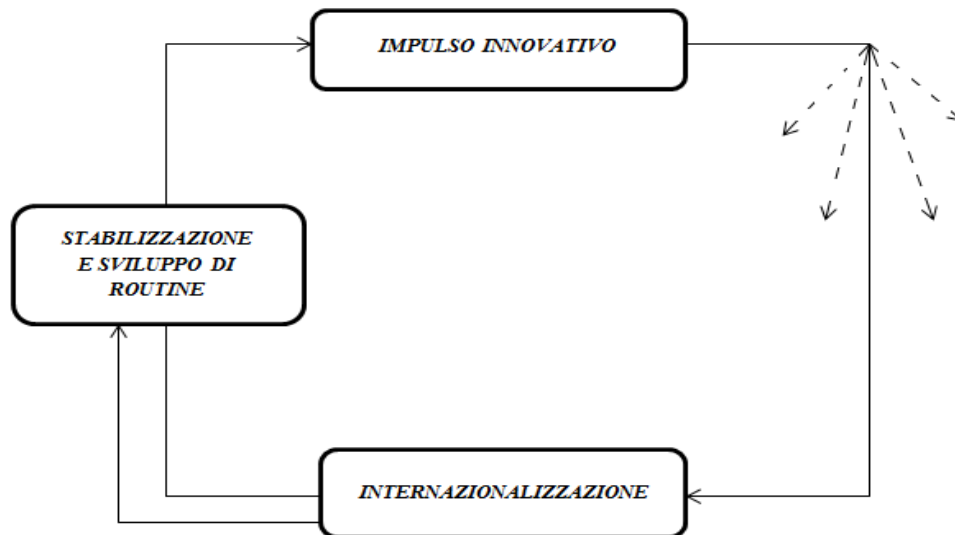 IMPULSO INNOVATIVO
STABILIZZAZIONE
E SVILUPPO DI
ROUTINE
INTERNAZIONALIZZAZIONE